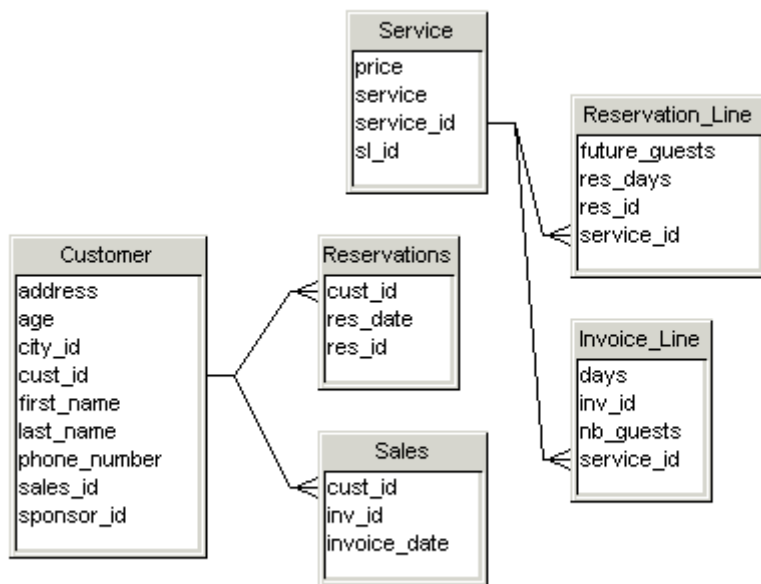 Service
price
service
service_id
sl_id
Reservation_Line
future_guests
res_days
res_id
service_id
Customer
address
age
city_id
cust_id
first_name
last_name
phone_number
sales_id
sponsor_id
Reservations
cust_id
res_date
res_id
Invoice_Line
days
inv_id
nb_guests
service_id
Sales
cust_id
inv_id
invoice_date